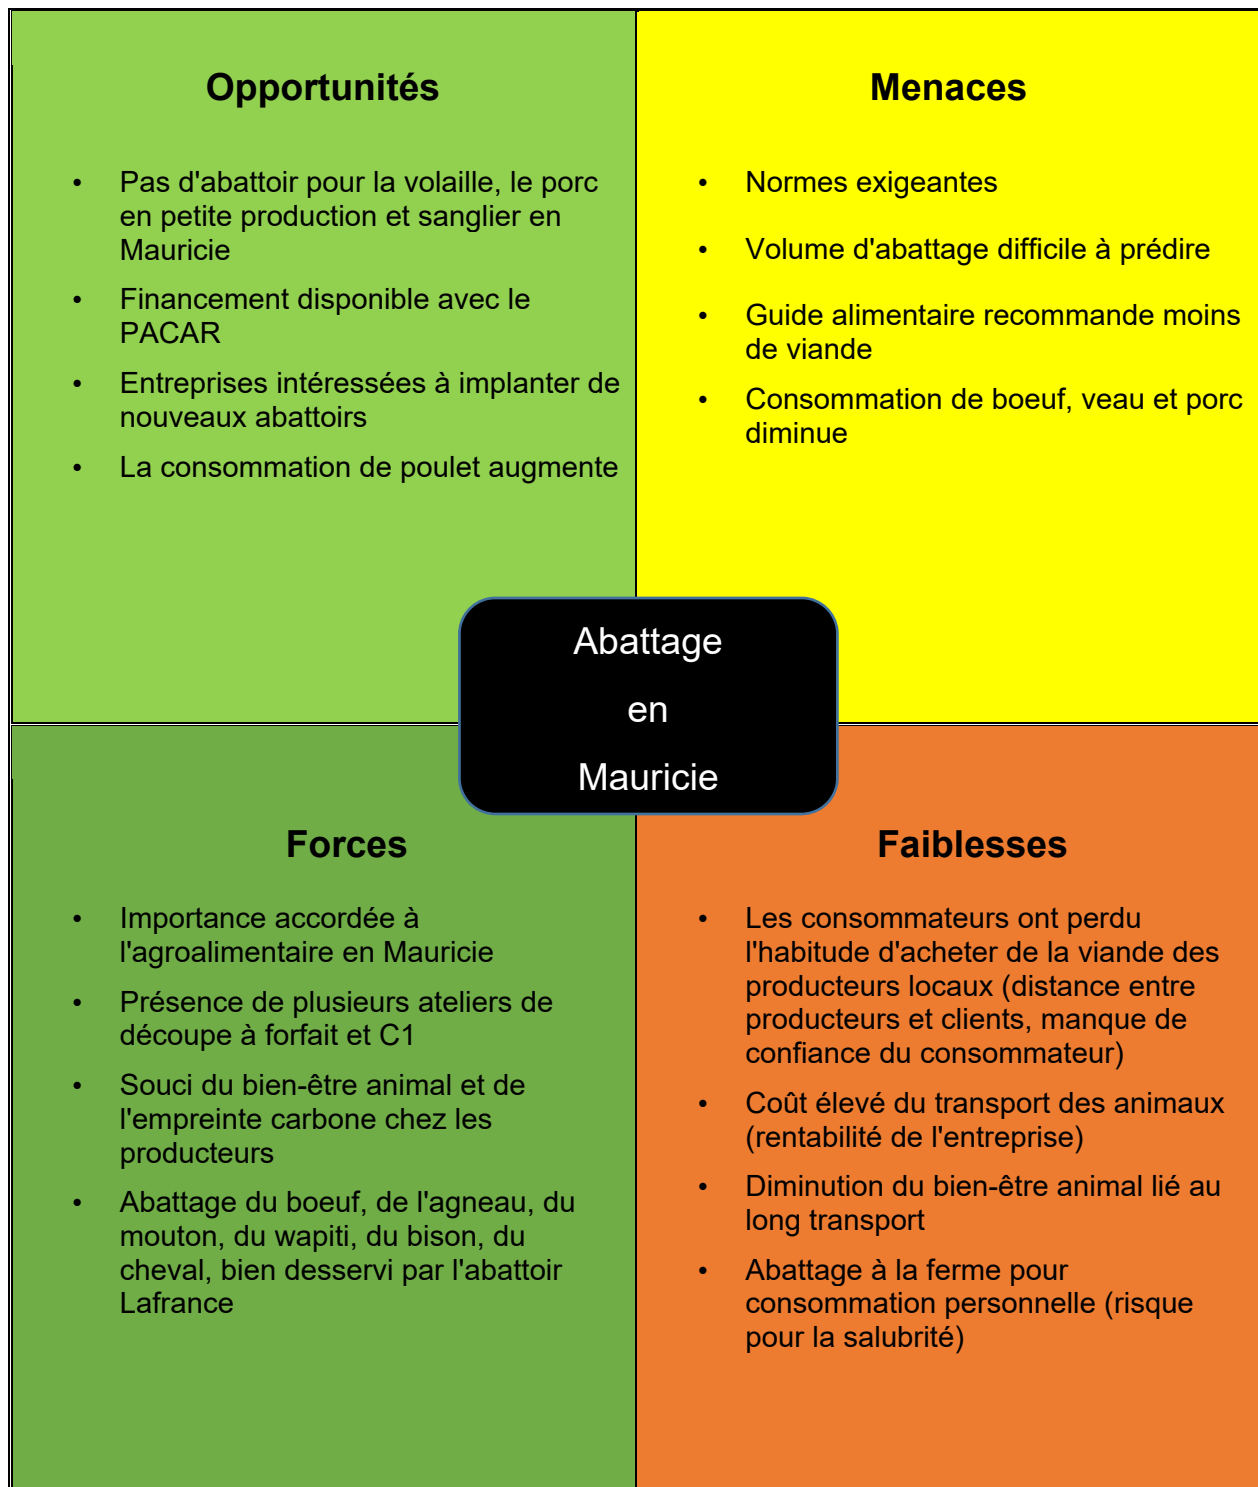 Opportunités
• Pas d'abattoir pour la volaille, le porc
en petite production et sanglier en
Mauricie
• Financement disponible avec le
PACAR
• Entreprises intéressées à implanter de
nouveaux abattoirs
• La consommation de poulet augmente
Menaces
• Normes exigeantes
• Volume d'abattage difficile à prédire
• Guide alimentaire recommande moins
de viande
• Consommation de boeuf, veau et porc
diminue
Abattage
en
Mauricie
Forces
• Importance accordée à
l'agroalimentaire en Mauricie
• Présence de plusieurs ateliers de
découpe à forfait et C1
• Souci du bien-être animal et de
l'empreinte carbone chez les
producteurs
• Abattage du boeuf, de l'agneau, du
mouton, du wapiti, du bison, du
cheval, bien desservi par l'abattoir
Lafrance
Faiblesses
• Les consommateurs ont perdu
l'habitude d'acheter de la viande des
producteurs locaux (distance entre
producteurs et clients, manque de
confiance du consommateur)
• Coût élevé du transport des animaux
(rentabilité de l'entreprise)
• Diminution du bien-être animal lié au
long transport
• Abattage à la ferme pour
consommation personnelle (risque
pour la salubrité)